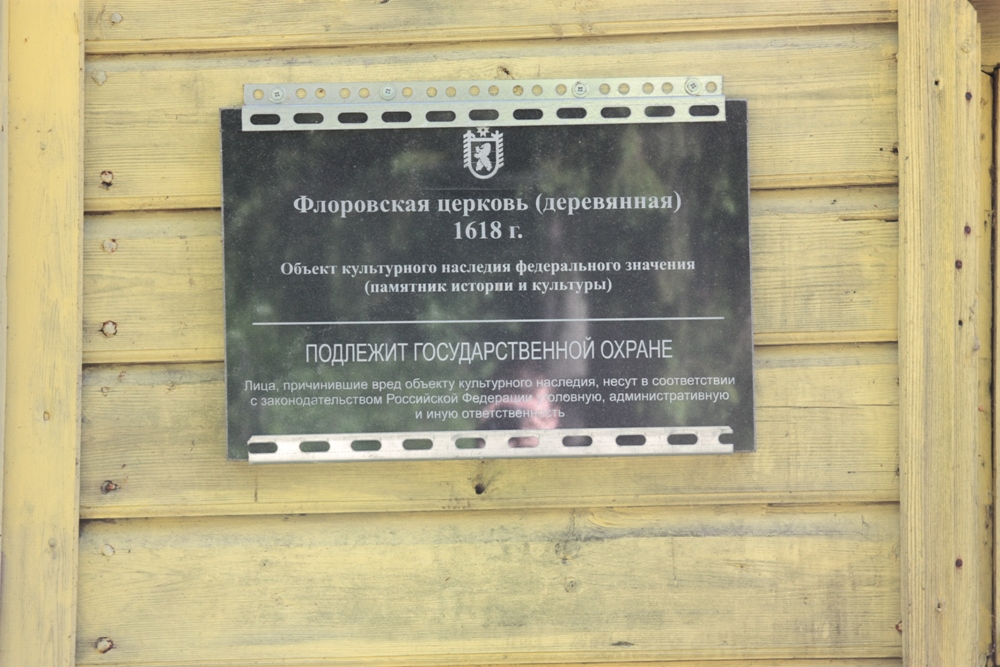 Флоровская церковь (деревянная)
1618 г.
Объект культурного наследия федерального значения
(памятник истории и культуры)
ПОДЛЕЖИТ ГОСУДАРСТВЕННОЙ ОХРАНЕ
Лица, причинившие вред объекту культурного наследия, несут в соответствии
с законодательством Российской Федерации уголовную, административную
и иную ответственность